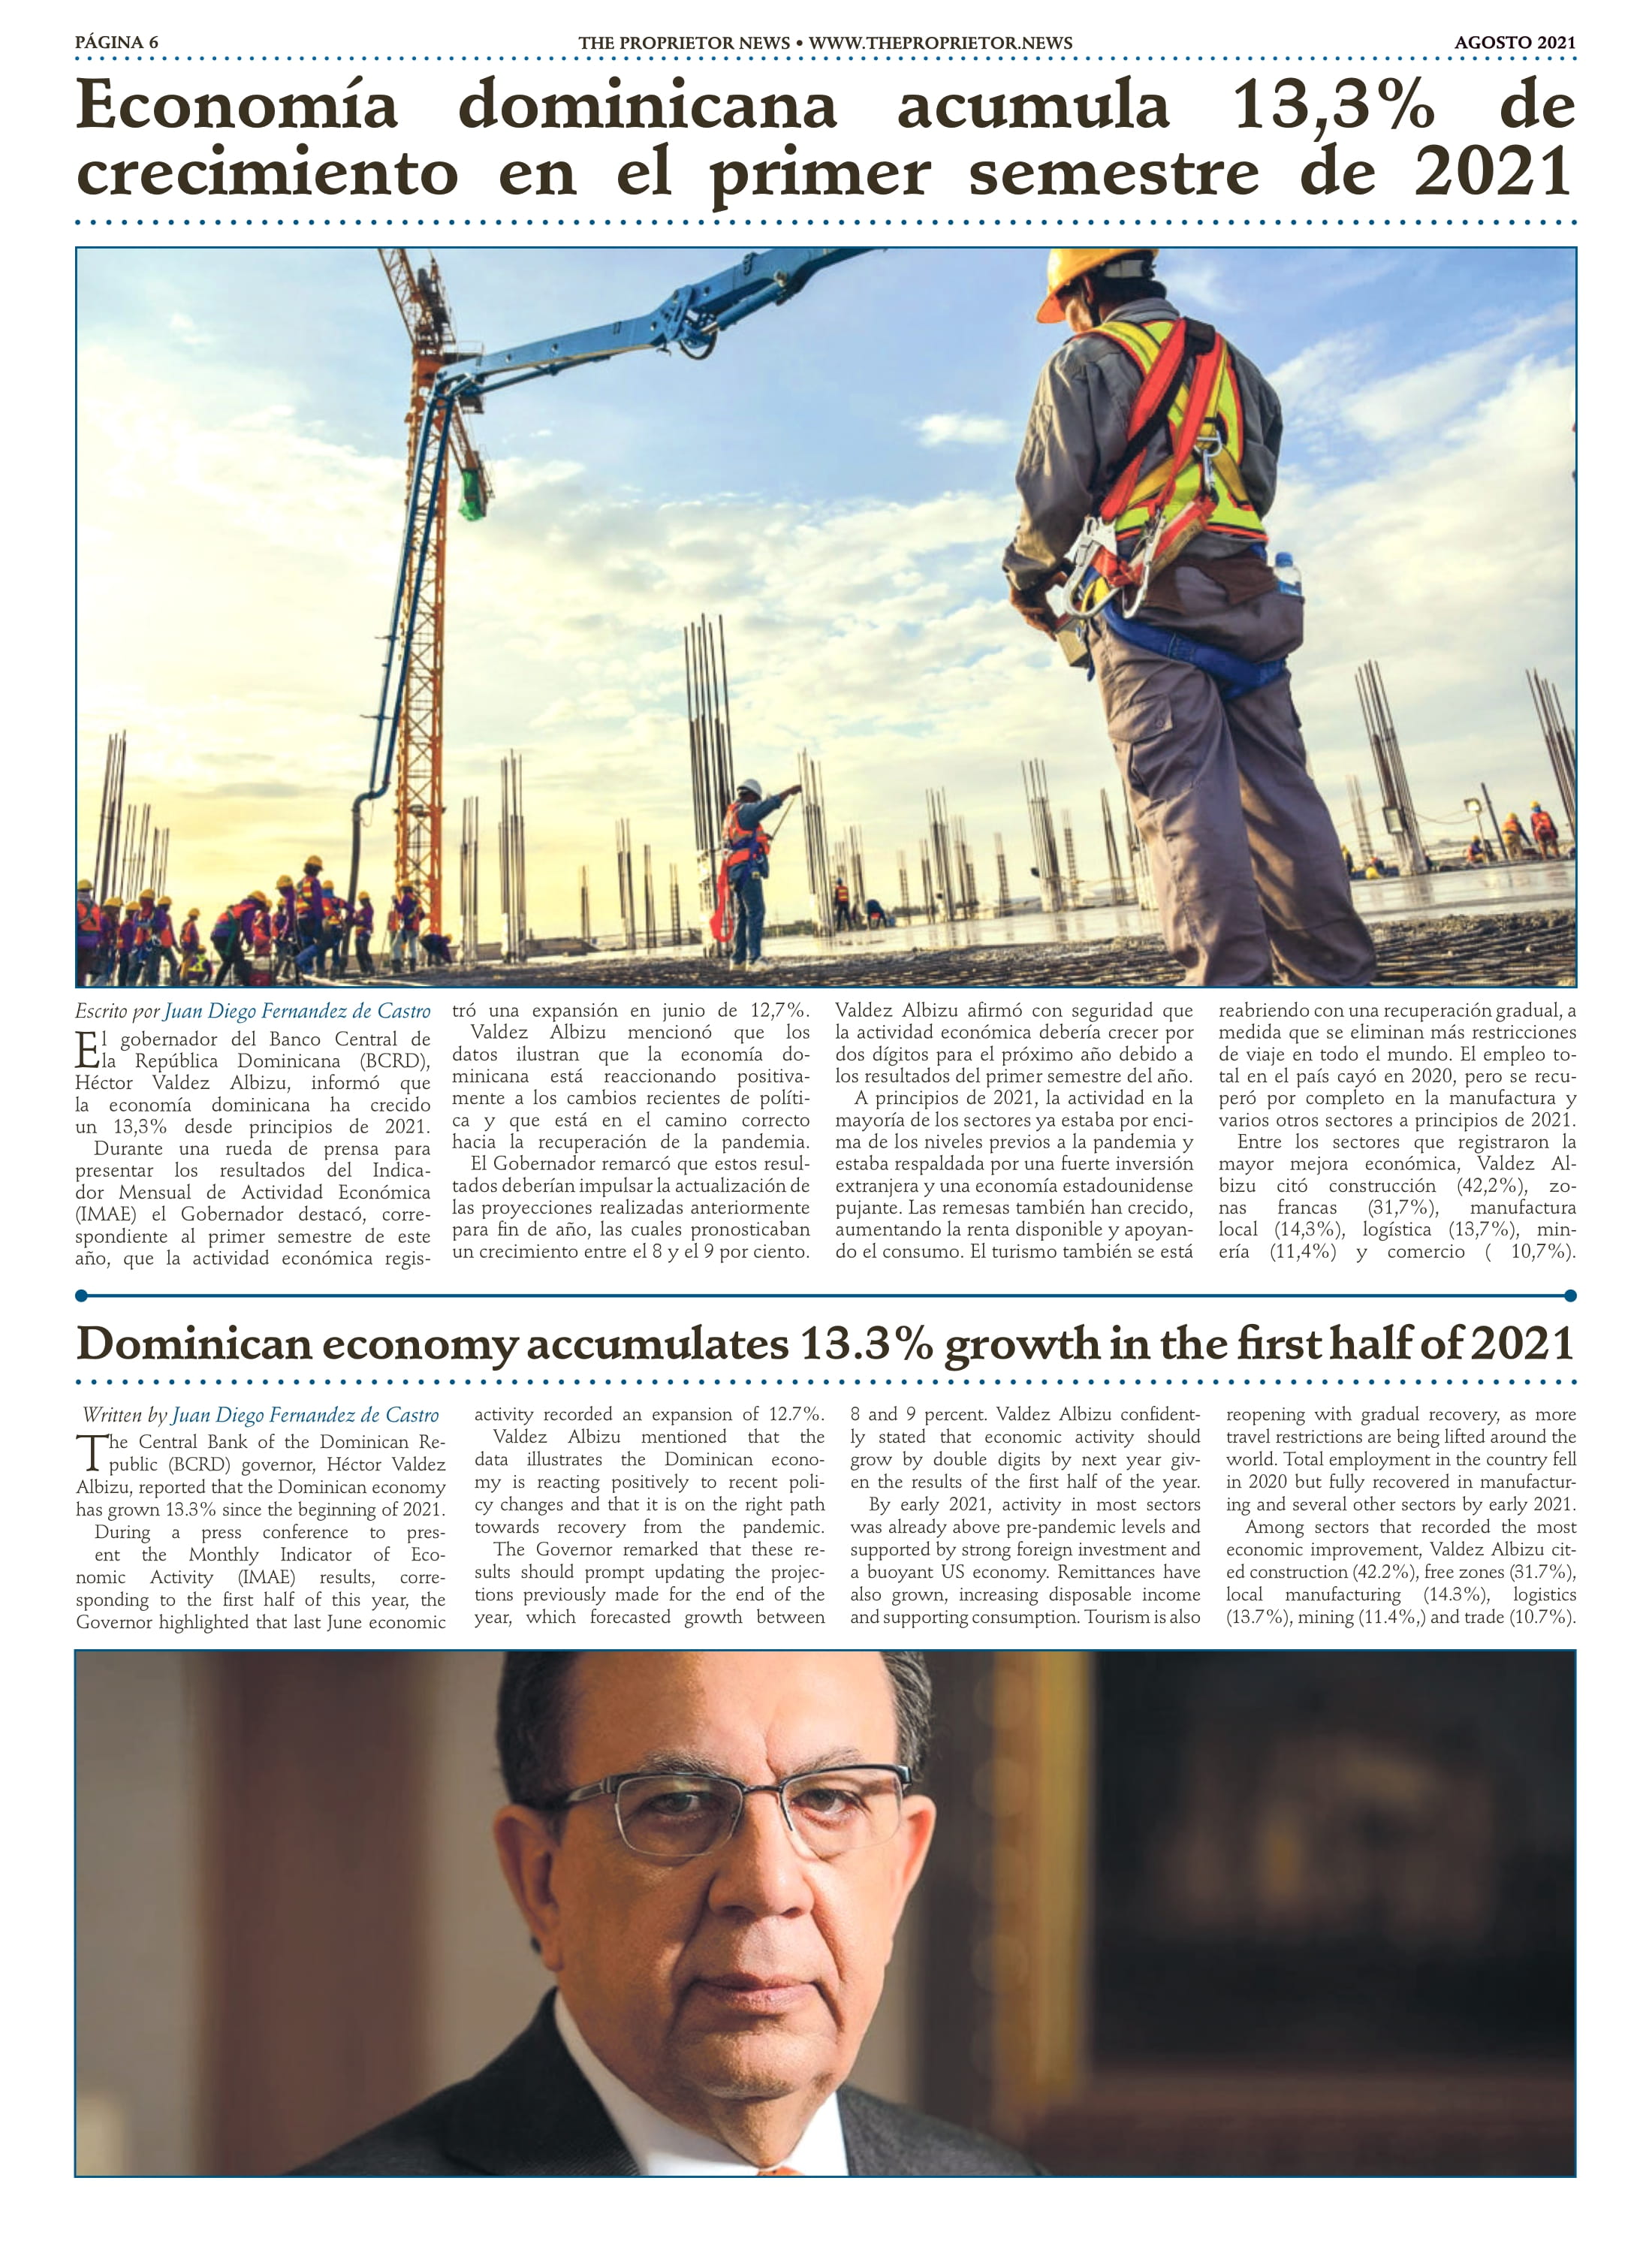 PÁGINA 6
THE PROPRIETOR NEWS • WWW.THEPROPRIETOR.NEWS
AGOSTO 2021
Economía dominicana acumula 13,3% de
crecimiento en el primer semestre de 2021
Escrito por Juan Diego Fernandez de Castro
El gobernador del Banco Central de
la República Dominicana (BCRD),
Héctor Valdez Albizu, informó que
la economía dominicana ha crecido
un 13,3% desde principios de 2021.
Durante una rueda de prensa para
presentar los resultados del Indica-
dor Mensual de Actividad Económica
(IMAE) el Gobernador destacó, corre-
spondiente al primer semestre de este
año, que la actividad económica regis-
tró una expansión en junio de 12,7%.
Valdez Albizu mencionó que los
datos ilustran que la economía do-
minicana está reaccionando positiva-
mente a los cambios recientes de políti-
ca y que está en el camino correcto
hacia la recuperación de la pandemia.
El Gobernador remarcó que estos resul-
tados deberían impulsar la actualización de
las proyecciones realizadas anteriormente
para fin de año, las cuales pronosticaban
un crecimiento entre el 8 y el 9 por ciento.
Valdez Albizu afirmó con seguridad que
la actividad económica debería crecer por
dos dígitos para el próximo año debido a
los resultados del primer semestre del año.
A principios de 2021, la actividad en la
mayoría de los sectores ya estaba por enci-
ma de los niveles previos a la pandemia y
estaba respaldada por una fuerte inversión
extranjera y una economía estadounidense
pujante. Las remesas también han crecido,
aumentando la renta disponible y apoyan-
do el consumo. El turismo también se está
reabriendo con una recuperación gradual, a
medida que se eliminan más restricciones
de viaje en todo el mundo. El empleo to-
tal en el país cayó en 2020, pero se recu-
peró por completo en la manufactura y
varios otros sectores a principios de 2021.
Entre los sectores que registraron la
mayor mejora económica, Valdez Al-
bizu citó construcción (42,2%), zo-
nas francas (31,7%), manufactura
local (14,3%), logística (13,7%), min-
ería (11,4%) y comercio ( 10,7%).
Dominican economy accumulates 13.3% growth in the first half of 2021
Written by Juan Diego Fernandez de Castro
The Central Bank of the Dominican Re-
public (BCRD) governor, Héctor Valdez
Albizu, reported that the Dominican economy
has grown 13.3% since the beginning of 2021.
During a press conference to pres-
ent the Monthly Indicator of Eco-
nomic Activity (IMAE) results, corre-
sponding to the first half of this year, the
Governor highlighted that last June economic
activity recorded an expansion of 12.7%.
Valdez Albizu mentioned that the
data illustrates the Dominican econo-
my is reacting positively to recent poli-
cy changes and that it is on the right path
towards recovery from the pandemic.
The Governor remarked that these re-
sults should prompt updating the projec-
tions previously made for the end of the
year, which forecasted growth between
8 and 9 percent. Valdez Albizu confident-
ly stated that economic activity should
grow by double digits by next year giv-
en the results of the first half of the year.
By early 2021, activity in most sectors
was already above pre-pandemic levels and
supported by strong foreign investment and
a buoyant US economy. Remittances have
also grown, increasing disposable income
and supporting consumption. Tourism is also
reopening with gradual recovery, as more
travel restrictions are being lifted around the
world. Total employment in the country fell
in 2020 but fully recovered in manufactur-
ing and several other sectors by early 2021.
Among sectors that recorded the most
economic improvement, Valdez Albizu cit-
ed construction (42.2%), free zones (31.7%),
local manufacturing (14.3%), logistics
(13.7%), mining (11.4%,) and trade (10.7%).